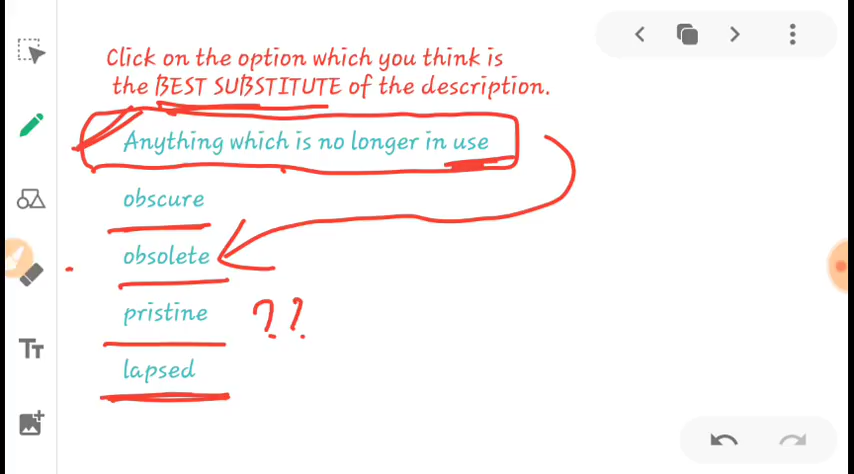 Click on the option which you think is
the BEST SUBSTITUTE of the description.
Anything which is no longer in use
obscure
obsolete
pristine ??
lapsed
TT